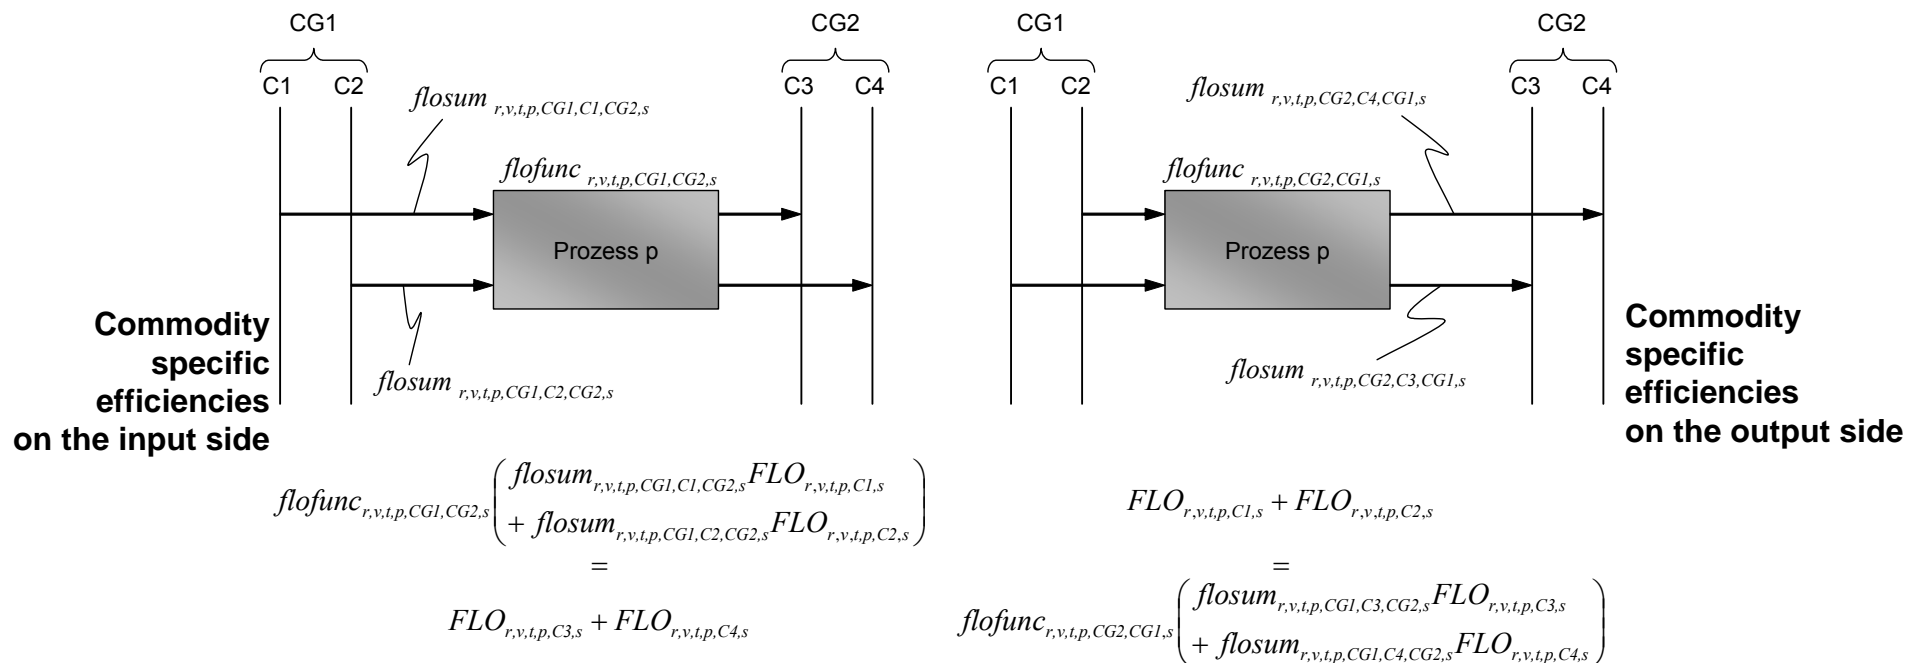 CG1 CG2 CG1 CG2
C1 C2 C3 C4 C1 C2 C3 C4
flosum r,v,t,p,CG1,C1,CG2,s
flosum r,v,t,p,CG2,C4,CG1,s
flofunc r,v,t,p,CG1,CG2,s
flofunc r,v,t,p,CG2,CG1,s
Prozess p
Prozess p
flosum r,v,t,p,CG1,C2,CG2,s
flosum r,v,t,p,CG2,C3,CG1,s
Commodity
specific
efficiencies
on the input side
Commodity
specific
efficiencies
on the output side
flofunc r,v,t,p,CG1,CG2,s ( flosum r,v,t,p,CG1,C1,CG2,s FLO r,v,t,p,C1,s
+ flosum r,v,t,p,CG1,C2,CG2,s FLO r,v,t,p,C2,s )
=
FLO r,v,t,p,C3,s + FLO r,v,t,p,C4,s
FLO r,v,t,p,C1,s + FLO r,v,t,p,C2,s
=
flofunc r,v,t,p,CG2,CG1,s ( flosum r,v,t,p,CG1,C3,CG2,s FLO r,v,t,p,C3,s
+ flosum r,v,t,p,CG1,C4,CG2,s FLO r,v,t,p,C4,s )